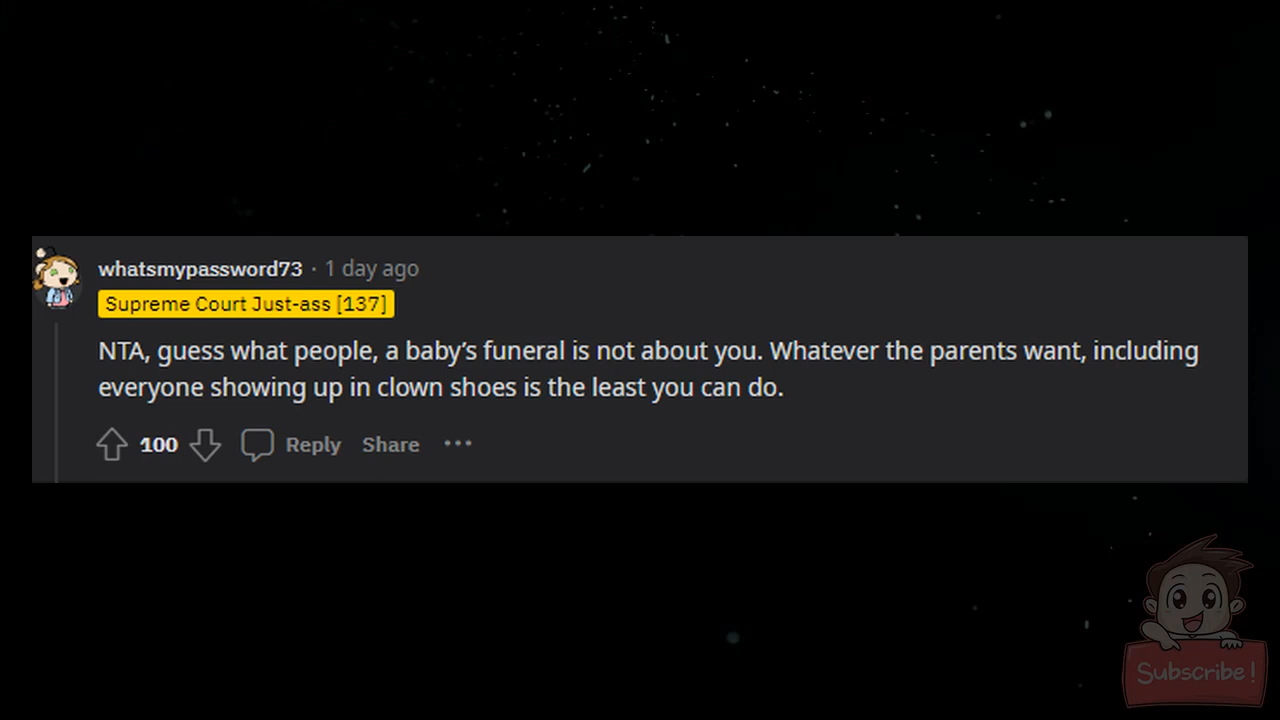 whatsmypassword73 · 1 day ago
Supreme Court Just-ass [137]
NTA, guess what people, a baby’s funeral is not about you. Whatever the parents want, including
everyone showing up in clown shoes is the least you can do.
100 Reply Share ···
Subscribe!